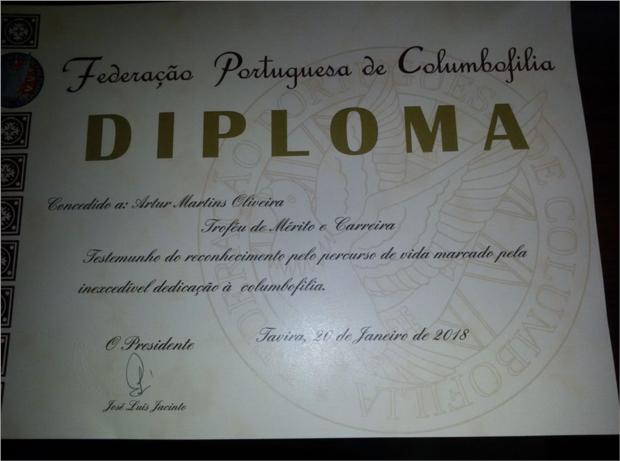 Federação Portuguesa de Columbofilia
DIPLOMA
Concedido a: Artur Martins Oliveira
Troféu de Mérito e Carreira
Testemunho do reconhecimento pelo percurso de vida marcado pela
inexcedível dedicação à columbofilia.
Tavira, 20 de Janeiro de 2018
O Presidente
José Luís Jacinto